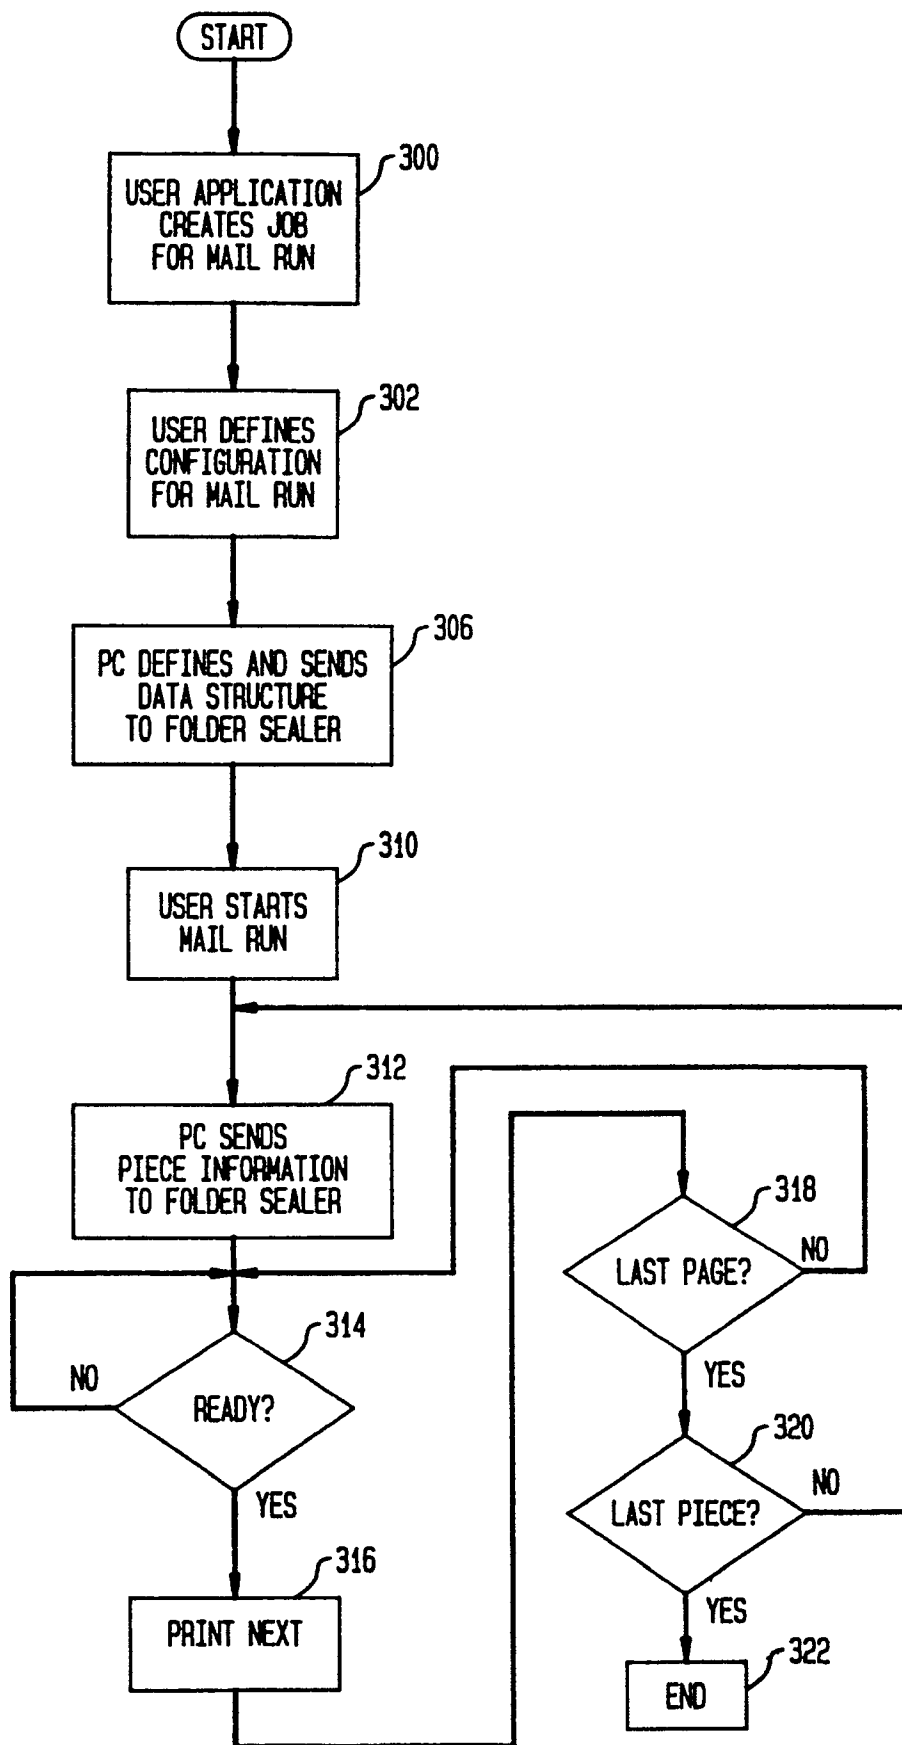 START
300
USER APPLICATION
CREATES JOB
FOR MAIL RUN
302
USER DEFINES
CONFIGURATION
FOR MAIL RUN
306
PC DEFINES AND SENDS
DATA STRUCTURE
TO FOLDER SEALER
310
USER STARTS
MAIL RUN
312
PC SENDS
PIECE INFORMATION
TO FOLDER SEALER
314
READY?
NO
YES
316
PRINT NEXT
318
LAST PAGE?
NO
YES
320
LAST PIECE?
NO
YES
322
END